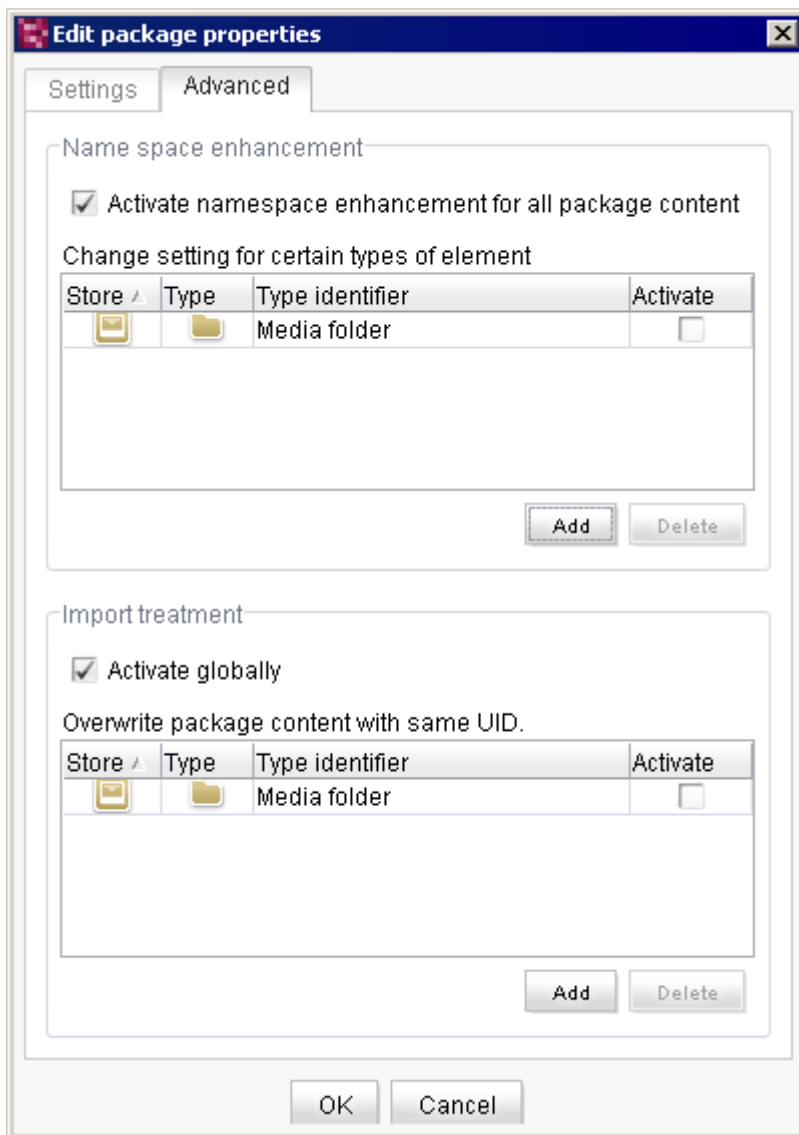 Edit package properties
Settings Advanced
Name space enhancement
Activate namespace enhancement for all package content
Change setting for certain types of element
Store Type Type identifier Activate
Media folder
Add Delete
Import treatment
Activate globally
Overwrite package content with same UID.
Store Type Type identifier Activate
Media folder
Add Delete
OK Cancel